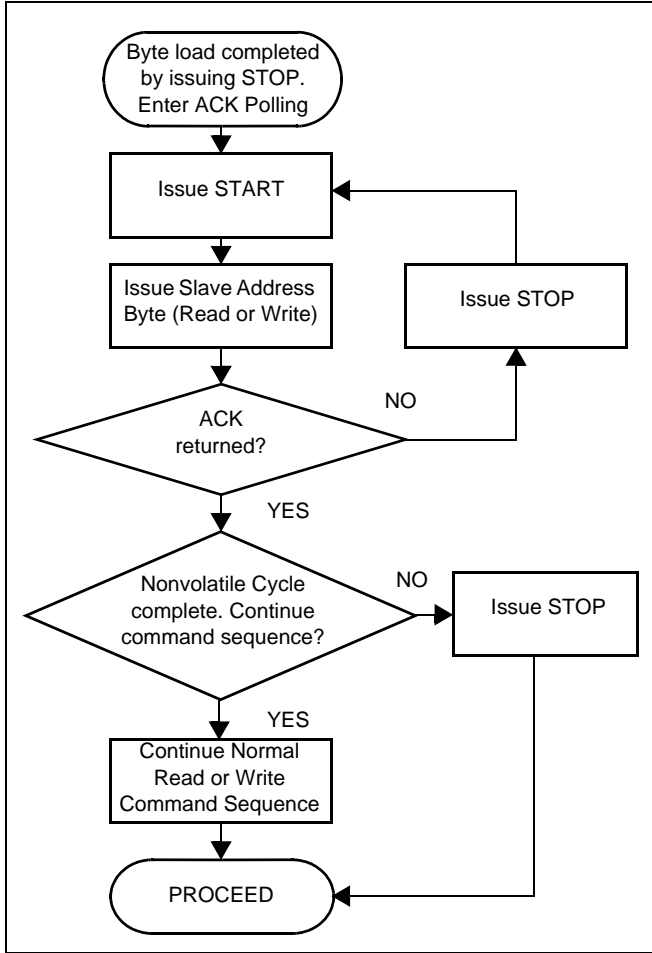 Byte load completed
by issuing STOP.
Enter ACK Polling
Issue START
Issue Slave Address
Byte (Read or Write)
Issue STOP
ACK
returned?
NO
YES
Nonvolatile Cycle
complete. Continue
command sequence?
NO
Issue STOP
YES
Continue Normal
Read or Write
Command Sequence
PROCEED